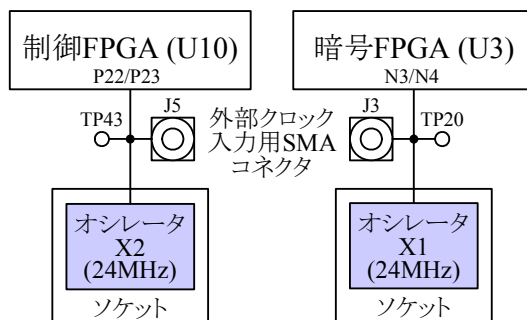 制御FPGA (U10)
P22/P23
暗号FPGA (U3)
N3/N4
TP43
J5
外部クロック
入力用SMA
コネクタ
J3
TP20
オシレータ
X2
(24MHz)
ソケット
オシレータ
X1
(24MHz)
ソケット